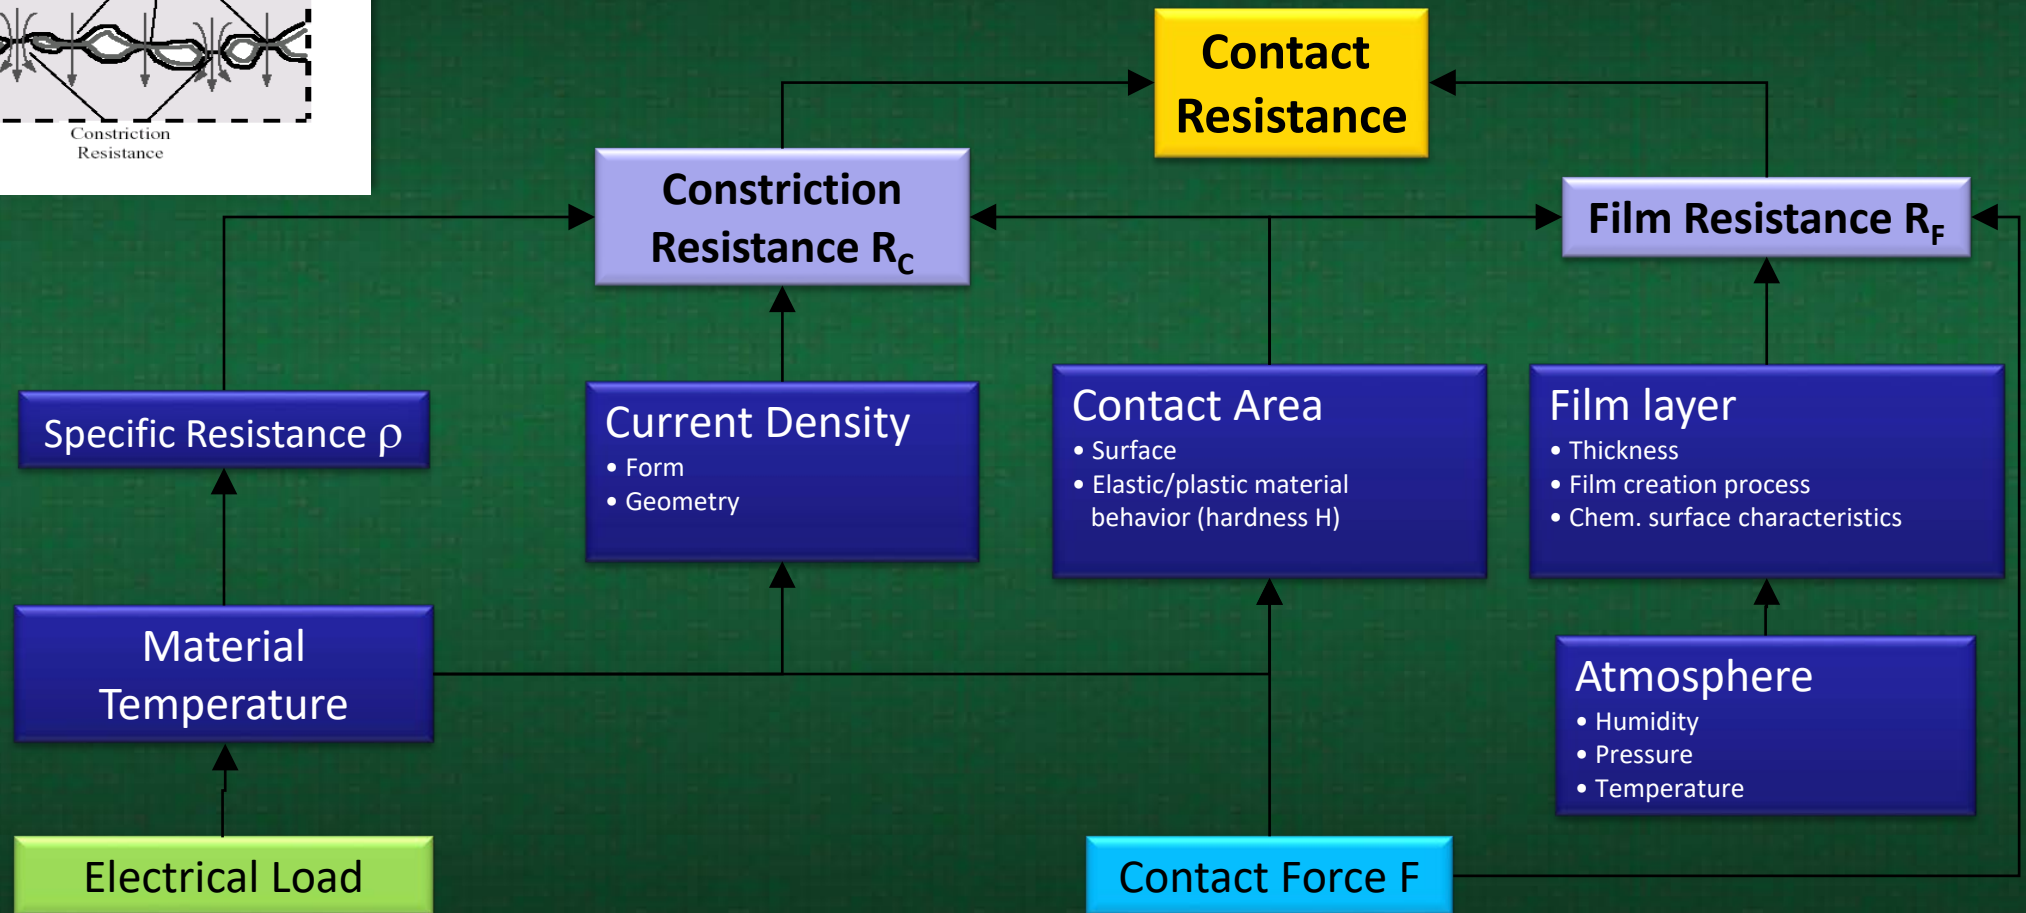 Constriction
Resistance
Contact
Resistance
Constriction
Resistance R_C
Film Resistance R_F
Specific Resistance ρ
Current Density
• Form
• Geometry
Contact Area
• Surface
• Elastic/plastic material
behavior (hardness H)
Film layer
• Thickness
• Film creation process
• Chem. surface characteristics
Material
Temperature
Atmosphere
• Humidity
• Pressure
• Temperature
Electrical Load
Contact Force F